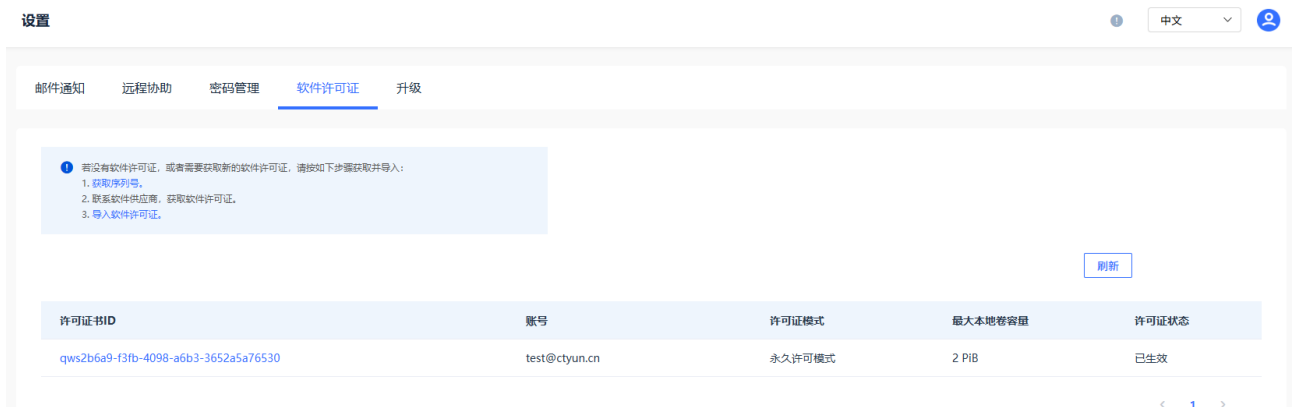 设置
中文
邮件通知 远程协助 密码管理 软件许可证 升级
若没有软件许可证，或者需要获取新的软件许可证，请按如下步骤获取并导入：
1. 获取序列号。
2. 联系软件供应商，获取软件许可证。
3. 导入软件许可证。
刷新
许可证书ID 账号 许可证模式 最大本地卷容量 许可证状态
qws2b6a9-f3fb-4098-a6b3-3652a5a76530 test@ctyun.cn 永久许可模式 2 PiB 已生效
< 1 >